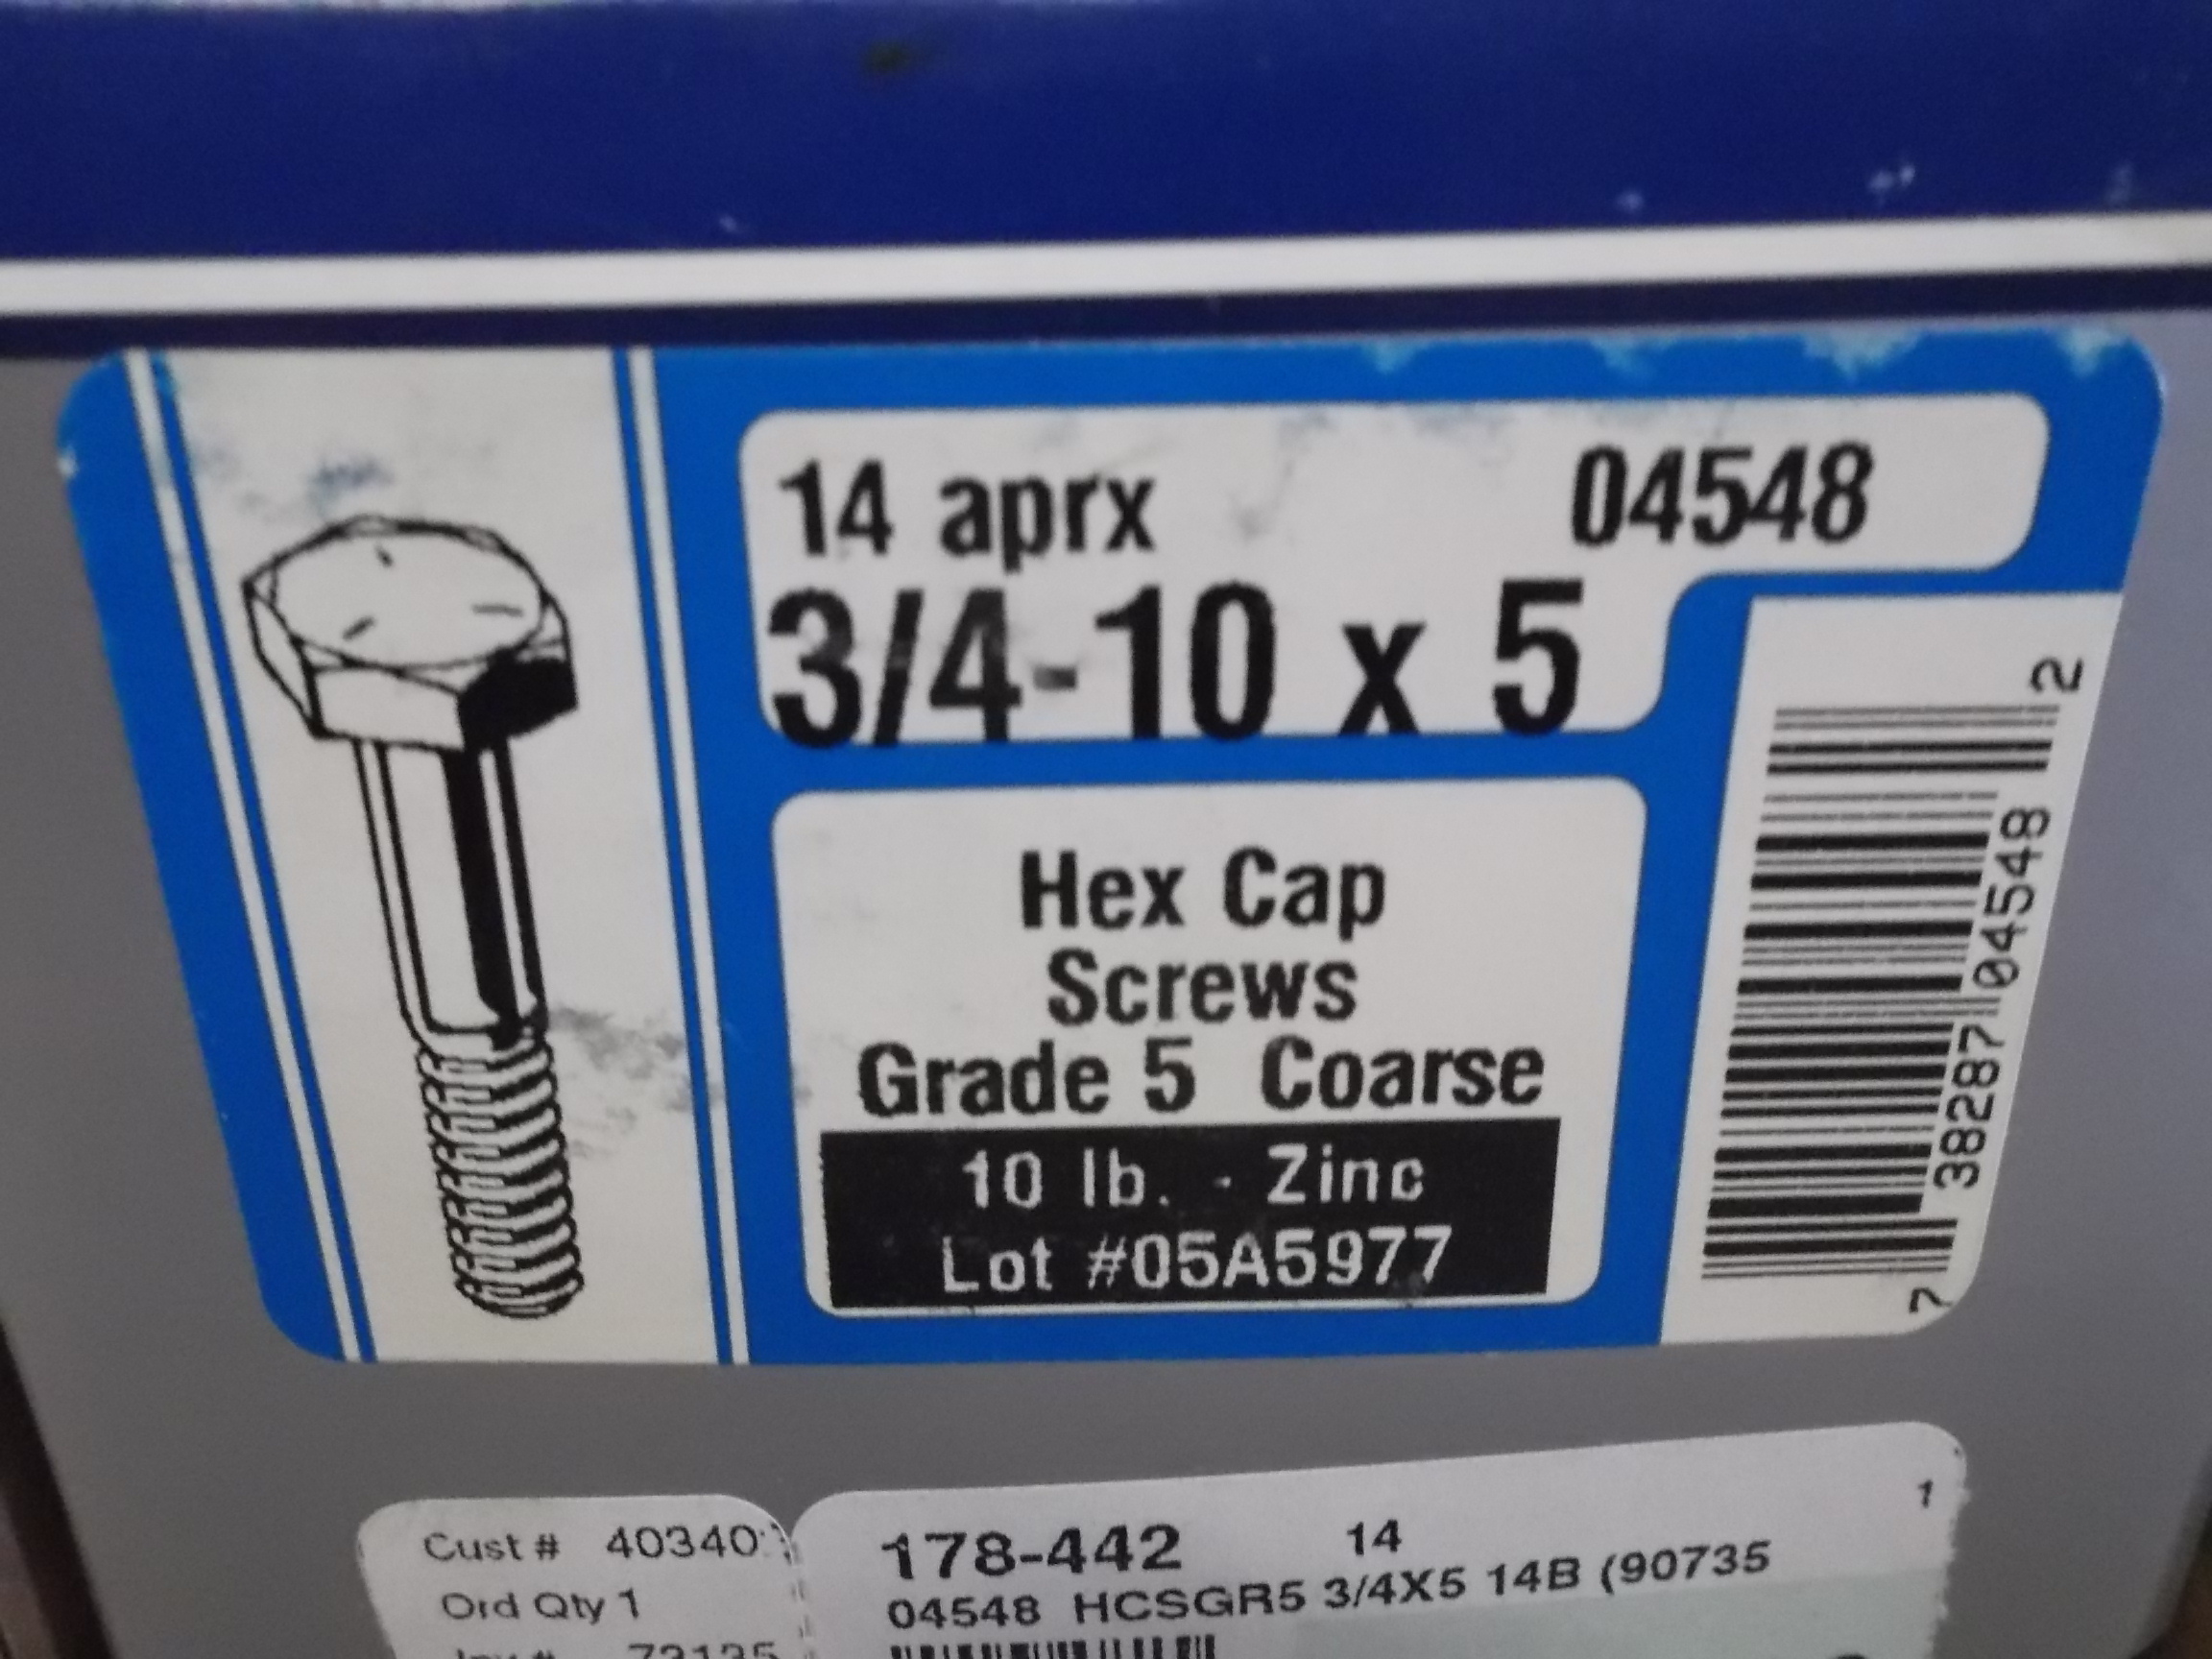 14 aprx 04548
3/4-10 x 5
Hex Cap
Screws
Grade 5 Coarse
10 lb. - Zinc
Lot #05A5977
7 38287 04548 2
Cust # 40340
Ord Qty 1
178-442 14 1
04548 HCSGR5 3/4X5 14B (90735